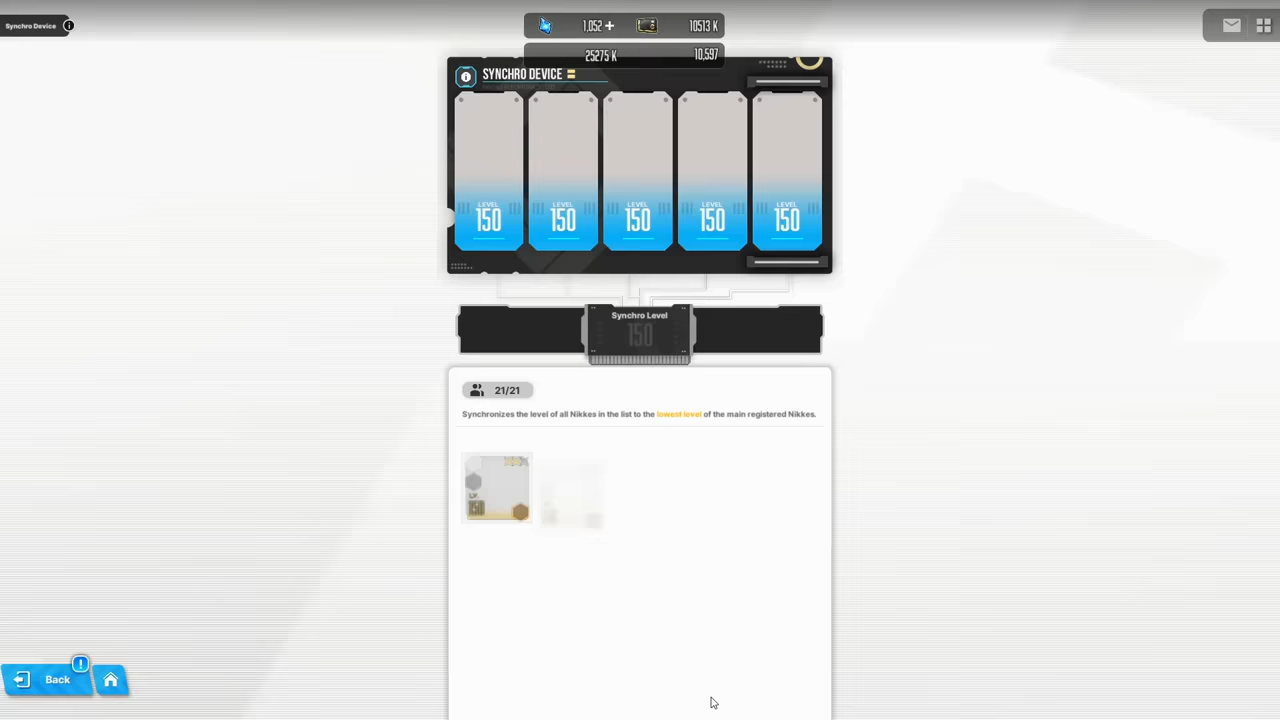 Synchro Device
1,052
10513 K
25275 K
10,597
SYNCHRO DEVICE
LEVEL
150
LEVEL
150
LEVEL
150
LEVEL
150
LEVEL
150
Synchro Level
150
21/21
Synchronizes the level of all Nikkes in the list to the lowest level of the main registered Nikkes.
LV.
Back